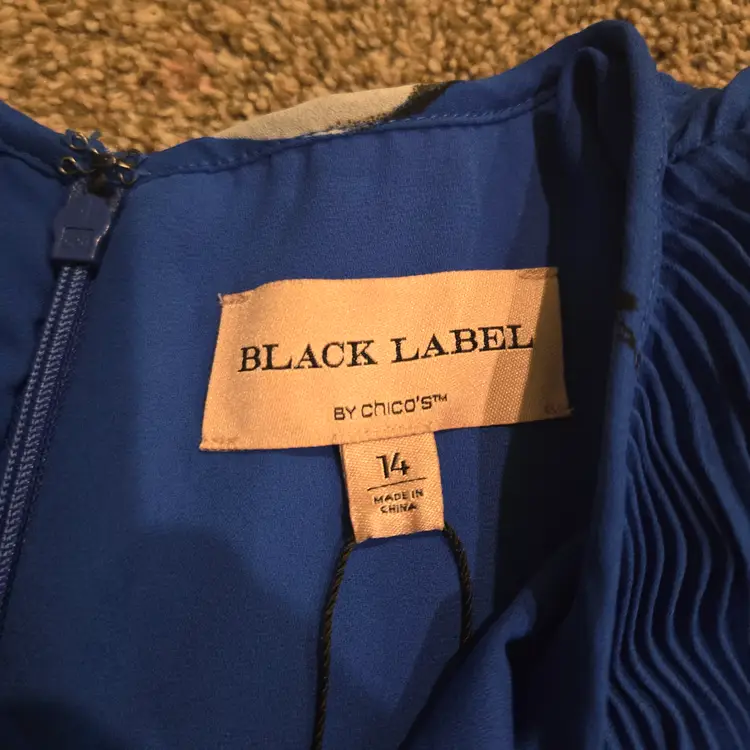 BLACK LABEL
BY chico's™
14
MADE IN
CHINA